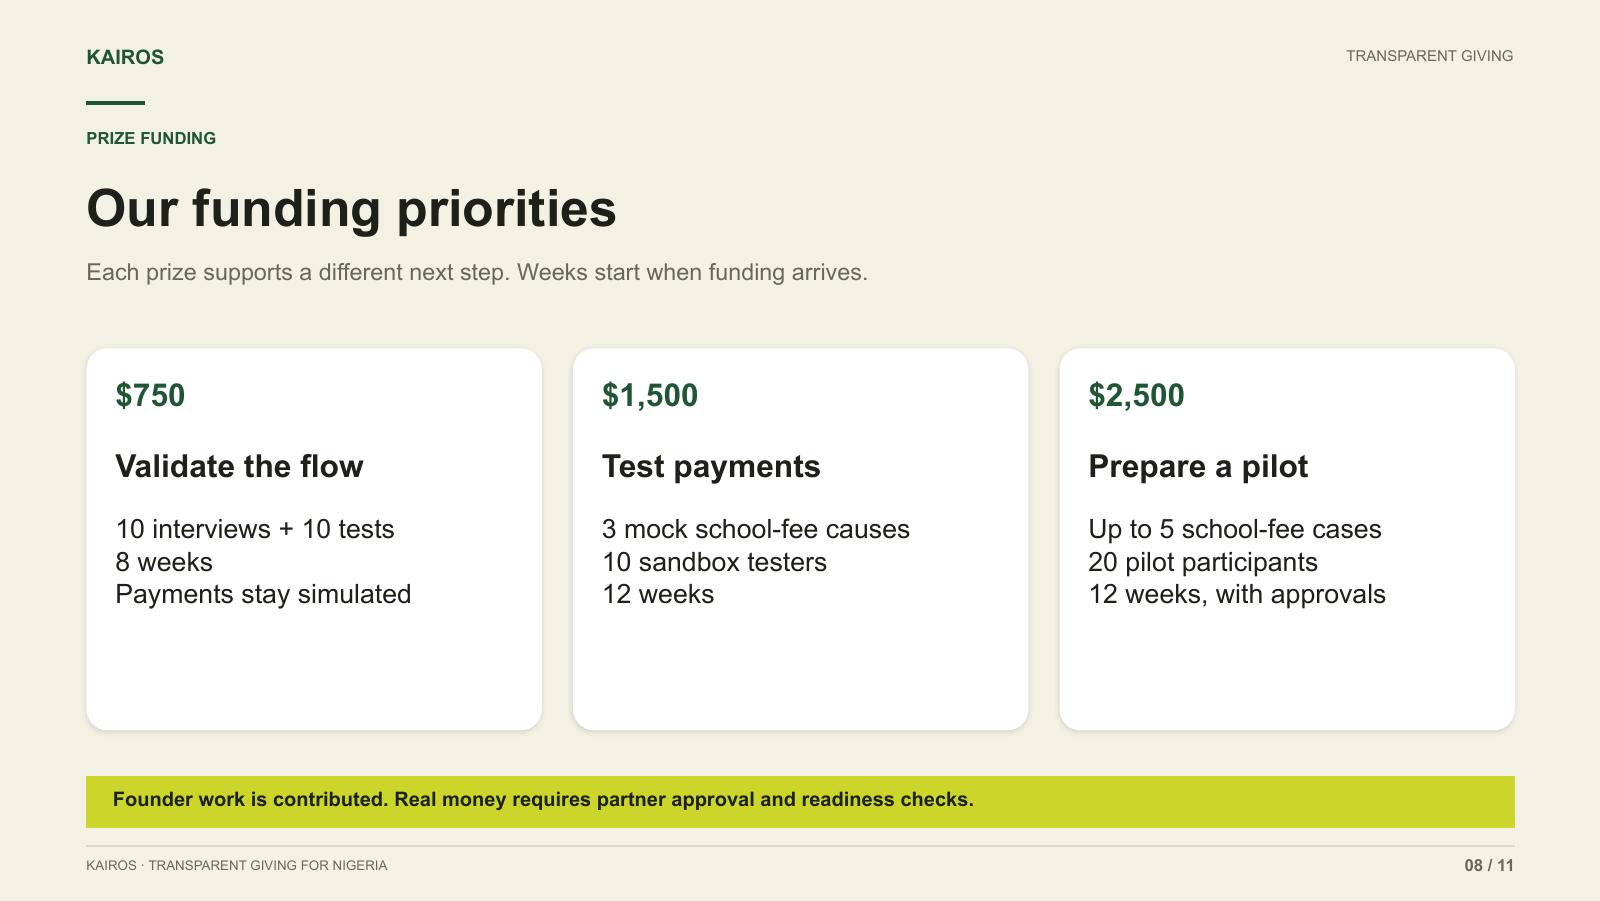 KAIROS
TRANSPARENT GIVING
PRIZE FUNDING
Our funding priorities
Each prize supports a different next step. Weeks start when funding arrives.
$750
Validate the flow
10 interviews + 10 tests
8 weeks
Payments stay simulated
$1,500
Test payments
3 mock school-fee causes
10 sandbox testers
12 weeks
$2,500
Prepare a pilot
Up to 5 school-fee cases
20 pilot participants
12 weeks, with approvals
Founder work is contributed. Real money requires partner approval and readiness checks.
KAIROS · TRANSPARENT GIVING FOR NIGERIA
08 / 11